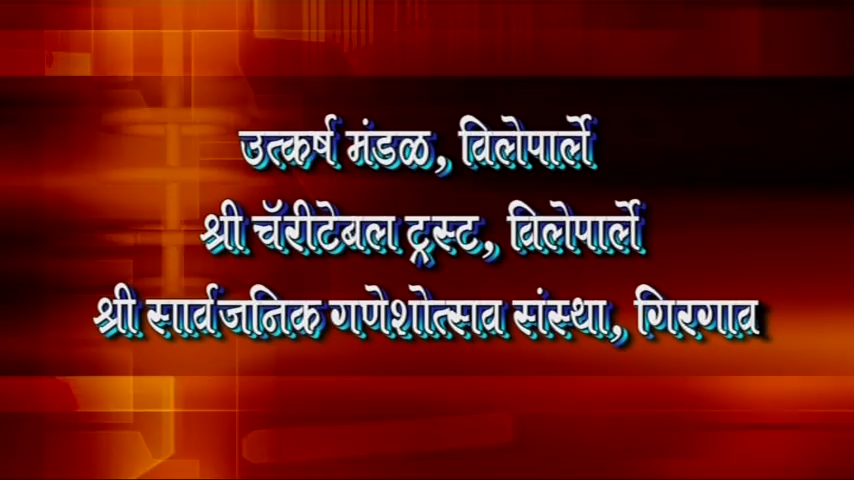 उत्कर्ष मंडळ, विलेपार्ले
श्री चॅरीटेबल ट्रस्ट, विलेपार्ले
श्री सार्वजनिक गणेशोत्सव संस्था, गिरगाव